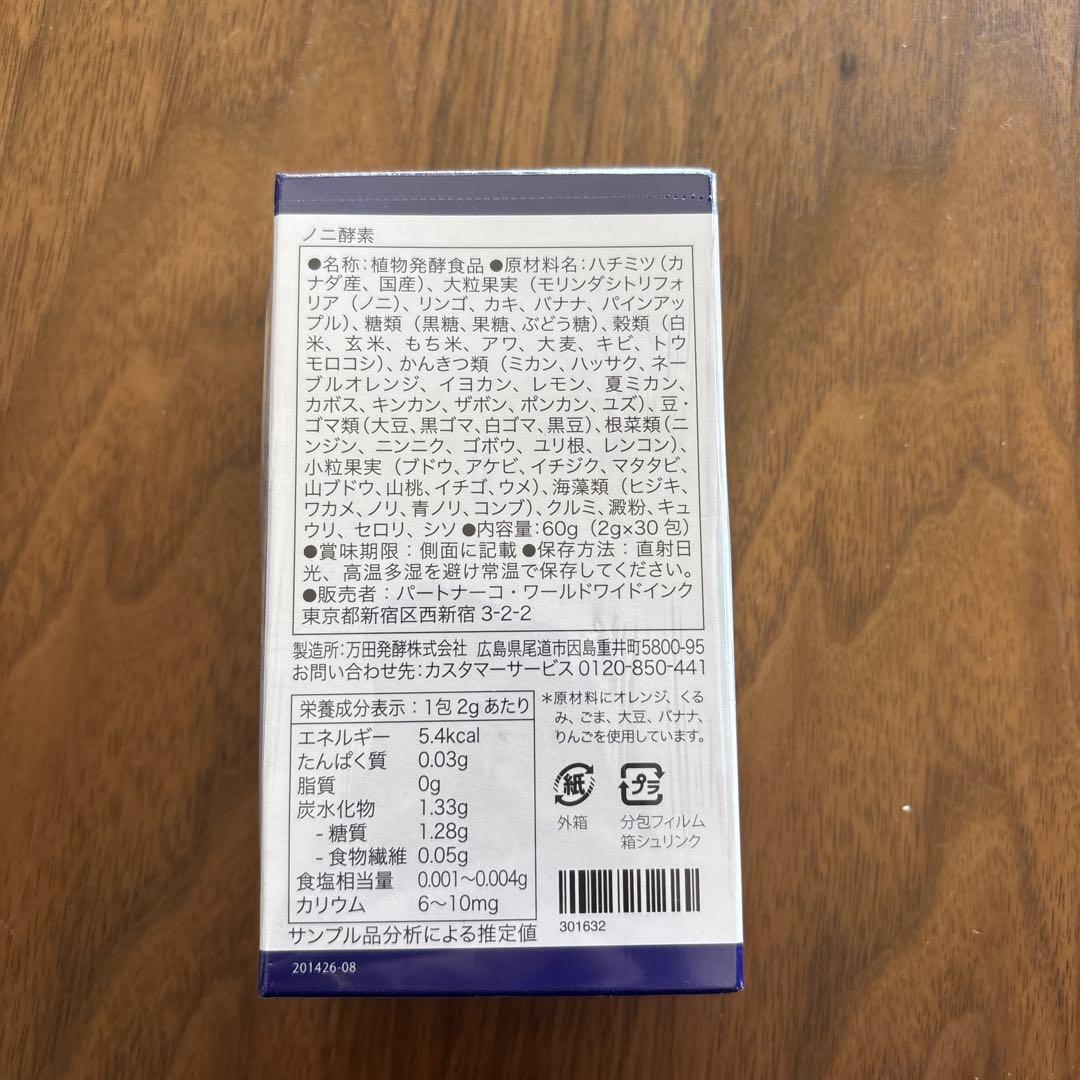 ノニ酵素
●名称：植物発酵食品●原材料名：ハチミツ（カ
ナダ産、国産）、大粒果実（モリンダシトリフォ
リア（ノニ）、リンゴ、カキ、バナナ、パインアッ
プル）、糖類（黒糖、果糖、ぶどう糖）、穀類（白
米、玄米、もち米、アワ、大麦、キビ、トウ
モロコシ）、かんきつ類（ミカン、ハッサク、ネー
ブルオレンジ、イヨカン、レモン、夏ミカン、
カボス、キンカン、ザボン、ポンカン、ユズ）、豆・
ゴマ類（大豆、黒ゴマ、白ゴマ、黒豆）、根菜類（ニ
ンジン、ニンニク、ゴボウ、ユリ根、レンコン）、
小粒果実（ブドウ、アケビ、イチジク、マタタビ、
山ブドウ、山桃、イチゴ、ウメ）、海藻類（ヒジキ、
ワカメ、ノリ、青ノリ、コンブ）、クルミ、澱粉、キュ
ウリ、セロリ、シソ●内容量：60g（2g×30包）
●賞味期限：側面に記載●保存方法：直射日
光、高温多湿を避け常温で保存してください。
●販売者：パートナーコ・ワールドワイドインク
東京都新宿区西新宿3-2-2
製造所：万田発酵株式会社 広島県尾道市因島重井町5800-95
お問い合わせ先：カスタマーサービス0120-850-441
栄養成分表示：1包2gあたり
エネルギー 5.4kcal
たんぱく質 0.03g
脂質 0g
炭水化物 1.33g
-糖質 1.28g
-食物繊維 0.05g
食塩相当量 0.001〜0.004g
カリウム 6〜10mg
サンプル品分析による推定値
＊原材料にオレンジ、くる
み、ごま、大豆、バナナ、
りんごを使用しています。
紙 プラ
外箱 分包フィルム
箱シュリンク
301632
201426-08